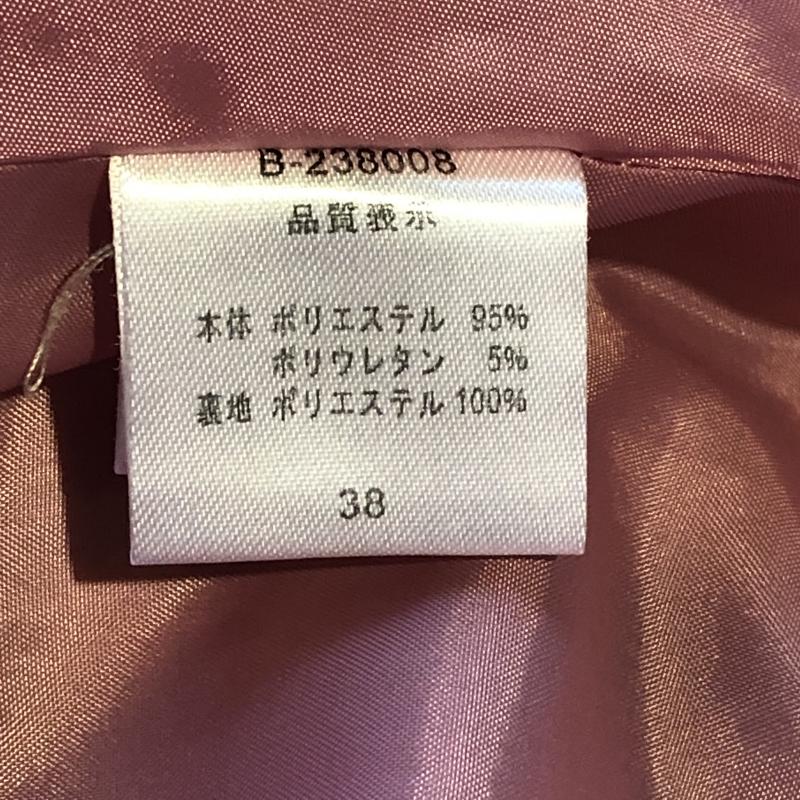 B-238008
品質表示
本体 ポリエステル 95%
ポリウレタン 5%
裏地 ポリエステル 100%
38